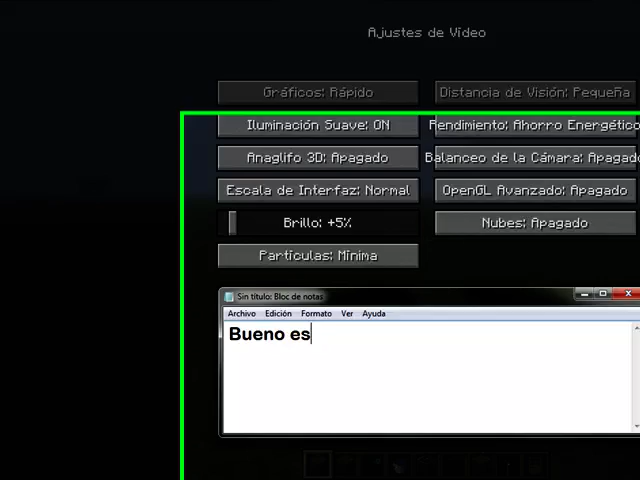 Ajustes de Video
Gráficos: Rápido
Distancia de Visión: Pequeña
Iluminación Suave: ON
Rendimiento: Ahorro Energético
Anaglifo 3D: Apagado
Balanceo de la Cámara: Apagado
Escala de Interfaz: Normal
OpenGL Avanzado: Apagado
Brillo: +5%
Nubes: Apagado
Partículas: Mínima
Sin título: Bloc de notas
Archivo Edición Formato Ver Ayuda
Bueno es